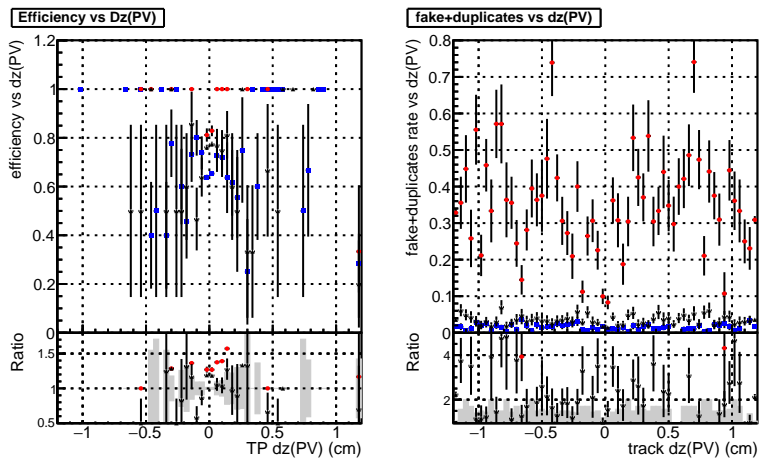 Efficiency vs Dz(PV)
efficiency vs dz(PV)
1.2
1
0.8
0.6
0.4
0.2
0
Ratio
1.5
1
0.5
−1 −0.5 0 0.5 1
TP dz(PV) (cm)
fake+duplicates vs dz(PV)
fake+duplicates rate vs dz(PV)
0.8
0.7
0.6
0.5
0.4
0.3
0.2
0.1
0
Ratio
4
2
−1 −0.5 0 0.5 1
track dz(PV) (cm)